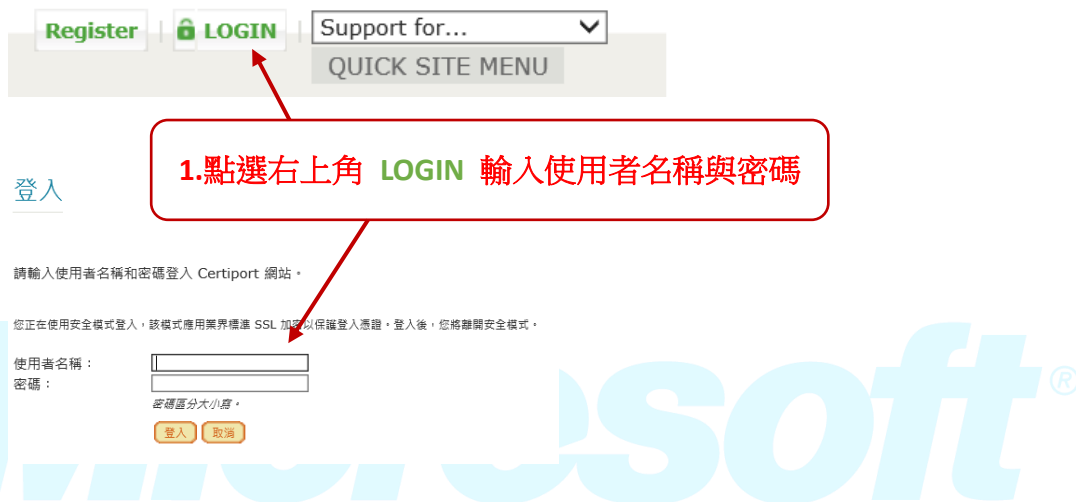 Register | LOGIN | Support for...
QUICK SITE MENU
1.點選右上角 LOGIN 輸入使用者名稱與密碼
登入
請輸入使用者名稱和密碼登入 Certiport 網站。
您正在使用安全模式登入，該模式應用業界標準 SSL 加密以保護登入憑證。登入後，您將離開安全模式。
使用者名稱：
密碼：
密碼區分大小寫。
登入 取消
Microsoft®